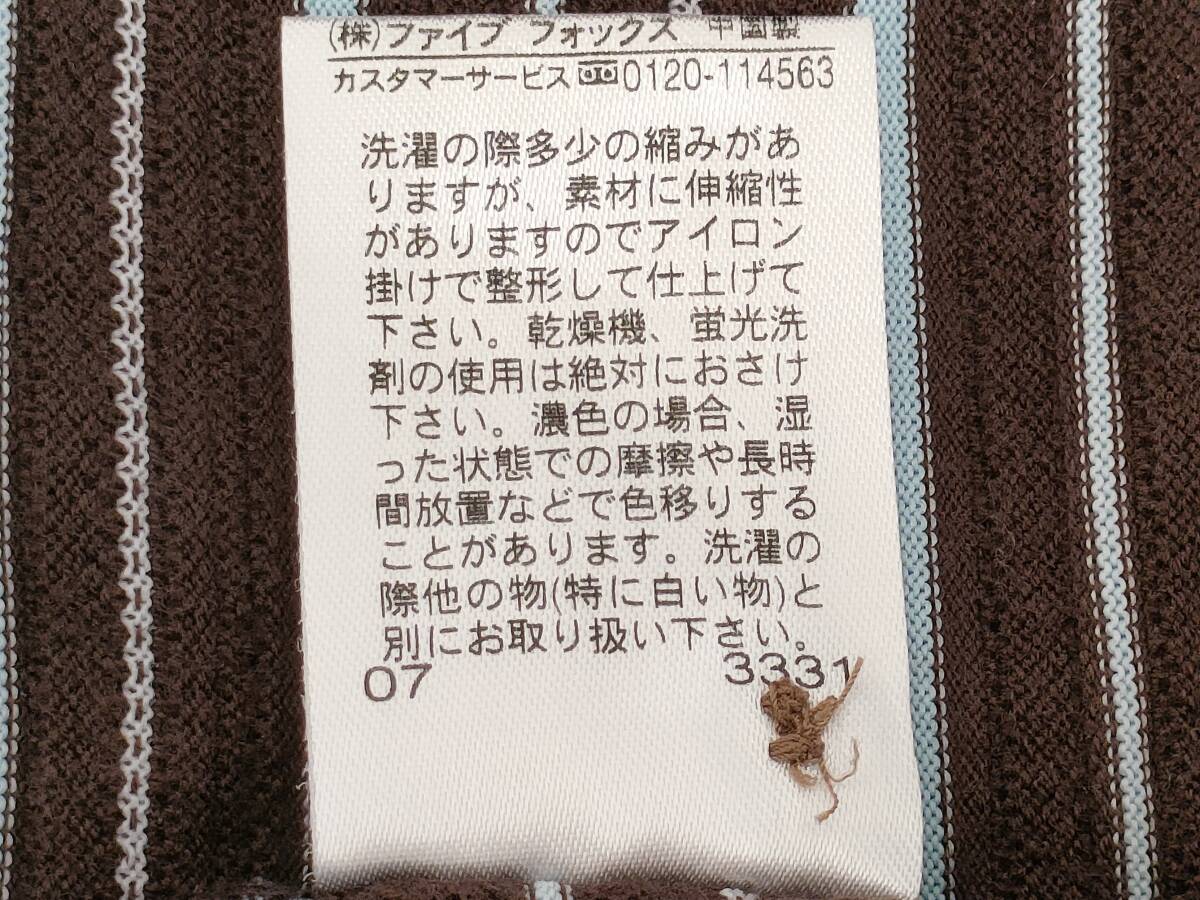 (株)ファイブ フォックス 中国製
カスタマーサービス 0120-114563
洗濯の際多少の縮みがあ
りますが、素材に伸縮性
がありますのでアイロン
掛けで整形して仕上げて
下さい。乾燥機、蛍光洗
剤の使用は絶対におさけ
下さい。濃色の場合、湿
った状態での摩擦や長時
間放置などで色移りする
ことがあります。洗濯の
際他の物(特に白い物)と
別にお取り扱い下さい。
07 3331